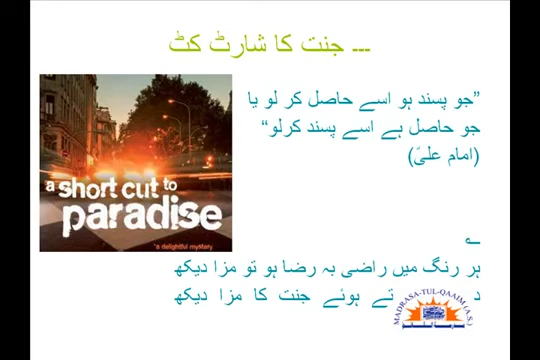 --- جنت کا شارٹ کٹ
”جو پسند ہو اسے حاصل کر لو یا
جو حاصل ہے اسے پسند کرلو“
(امام علیؑ)
a short cut to
paradise
*a delightful mystery
؎
ہر رنگ میں راضی بہ رضا ہو تو مزا دیکھ
تے ہوئے جنت کا مزا دیکھ
MADRASA-TUL-QAAIM (A.S.)